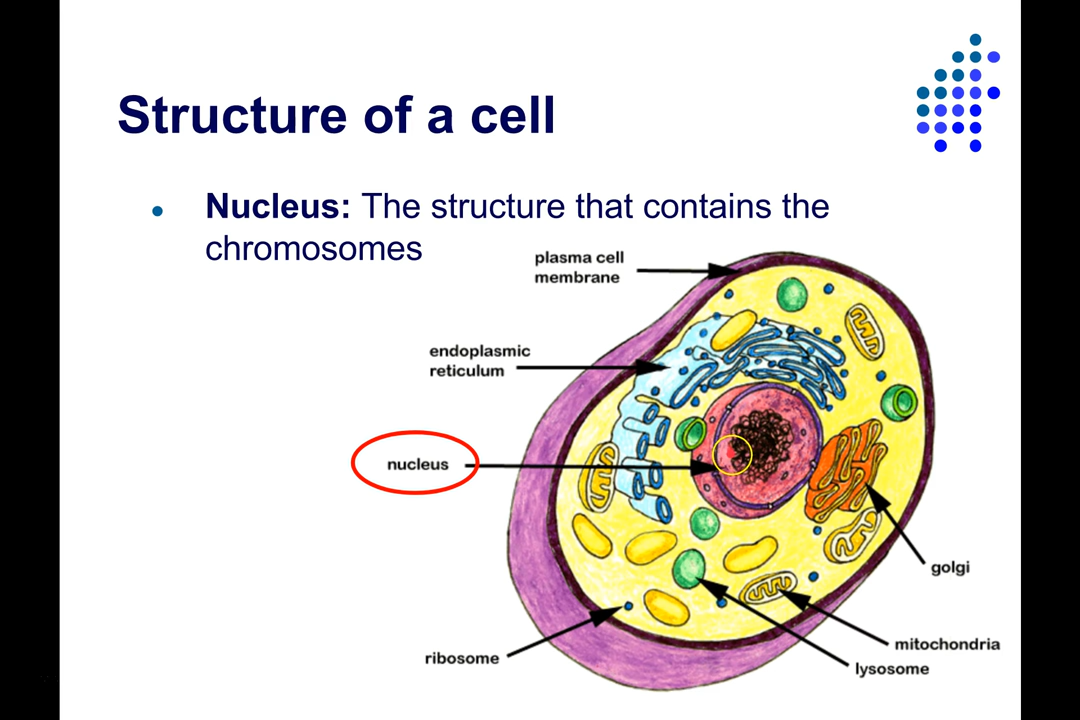 Structure of a cell
Nucleus: The structure that contains the
chromosomes
plasma cell
membrane
endoplasmic
reticulum
nucleus
golgi
mitochondria
ribosome
lysosome